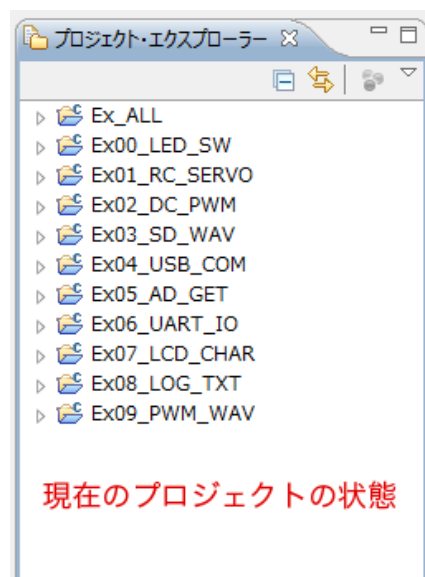 プロジェクト・エクスプローラー
Ex_ALL
Ex00_LED_SW
Ex01_RC_SERVO
Ex02_DC_PWM
Ex03_SD_WAV
Ex04_USB_COM
Ex05_AD_GET
Ex06_UART_IO
Ex07_LCD_CHAR
Ex08_LOG_TXT
Ex09_PWM_WAV
現在のプロジェクトの状態